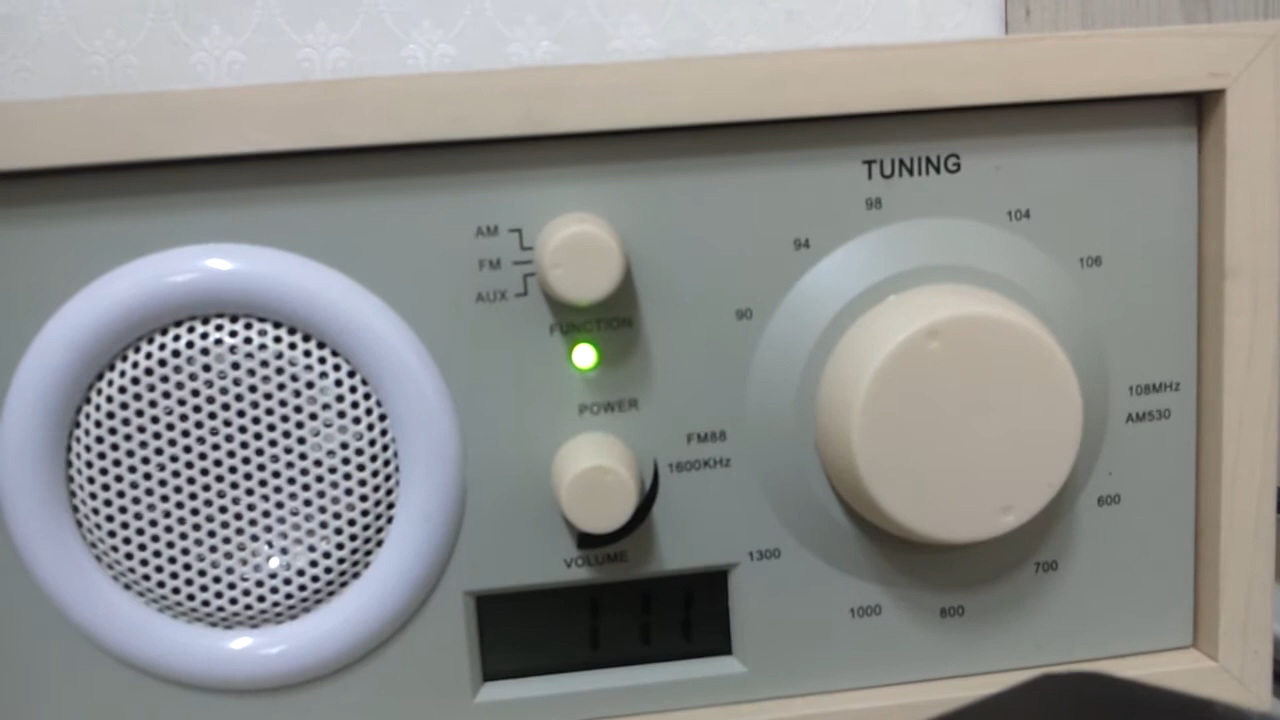 TUNING
98
104
94
106
90
AM
FM
AUX
FUNCTION
108MHz
AM530
POWER
FM88
1600KHz
600
VOLUME
1300
700
1000
800